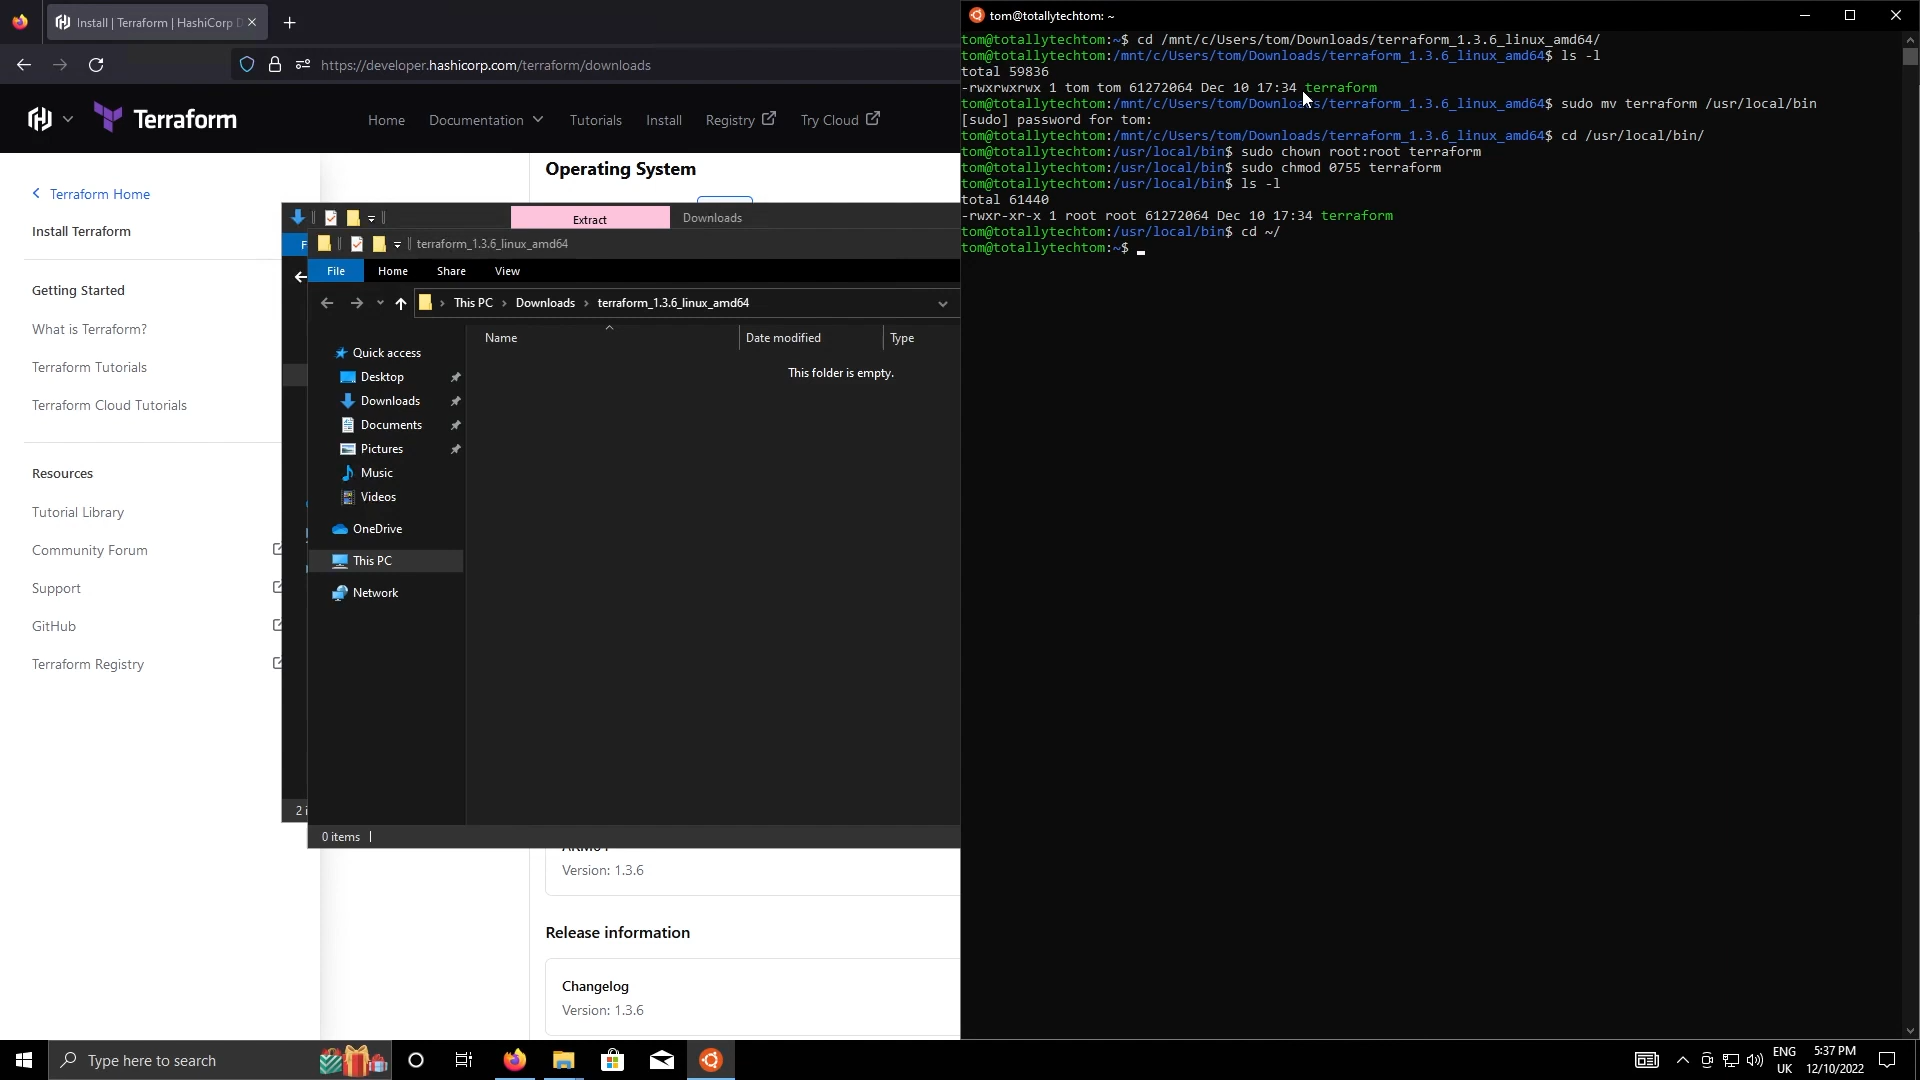 Install | Terraform | HashiCorp D
https://developer.hashicorp.com/terraform/downloads
Terraform
Home
Documentation
Tutorials
Install
Registry
Try Cloud
Terraform Home
Install Terraform
Getting Started
What is Terraform?
Terraform Tutorials
Terraform Cloud Tutorials
Resources
Tutorial Library
Community Forum
Support
GitHub
Terraform Registry
Operating System
Extract
Downloads
F
terraform_1.3.6_linux_amd64
File
Home
Share
View
This PC
Downloads
terraform_1.3.6_linux_amd64
Name
Date modified
Type
This folder is empty.
Quick access
Desktop
Downloads
Documents
Pictures
Music
Videos
OneDrive
This PC
Network
2 i
0 items
Version: 1.3.6
Release information
Changelog
Version: 1.3.6
tom@totallytechtom: ~
tom@totallytechtom:~$ cd /mnt/c/Users/tom/Downloads/terraform_1.3.6_linux_amd64/
tom@totallytechtom:/mnt/c/Users/tom/Downloads/terraform_1.3.6_linux_amd64$ ls -l
total 59836
-rwxrwxrwx 1 tom tom 61272064 Dec 10 17:34 terraform
tom@totallytechtom:/mnt/c/Users/tom/Downloads/terraform_1.3.6_linux_amd64$ sudo mv terraform /usr/local/bin
[sudo] password for tom:
tom@totallytechtom:/mnt/c/Users/tom/Downloads/terraform_1.3.6_linux_amd64$ cd /usr/local/bin/
tom@totallytechtom:/usr/local/bin$ sudo chown root:root terraform
tom@totallytechtom:/usr/local/bin$ sudo chmod 0755 terraform
tom@totallytechtom:/usr/local/bin$ ls -l
total 61440
-rwxr-xr-x 1 root root 61272064 Dec 10 17:34 terraform
tom@totallytechtom:/usr/local/bin$ cd ~/
tom@totallytechtom:~$
Type here to search
ENG
UK
5:37 PM
12/10/2022